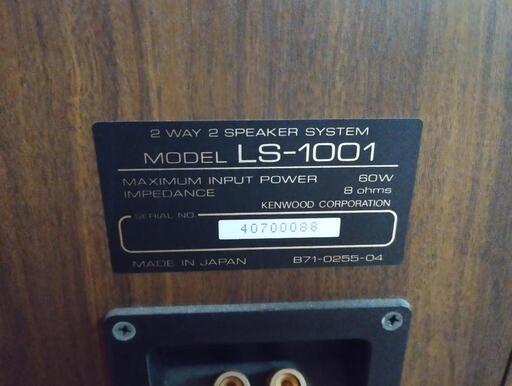 2 WAY 2 SPEAKER SYSTEM
MODEL LS-1001
MAXIMUM INPUT POWER 60W
IMPEDANCE 8 ohms
KENWOOD CORPORATION
SERIAL NO.
40700088
MADE IN JAPAN B71-0255-04